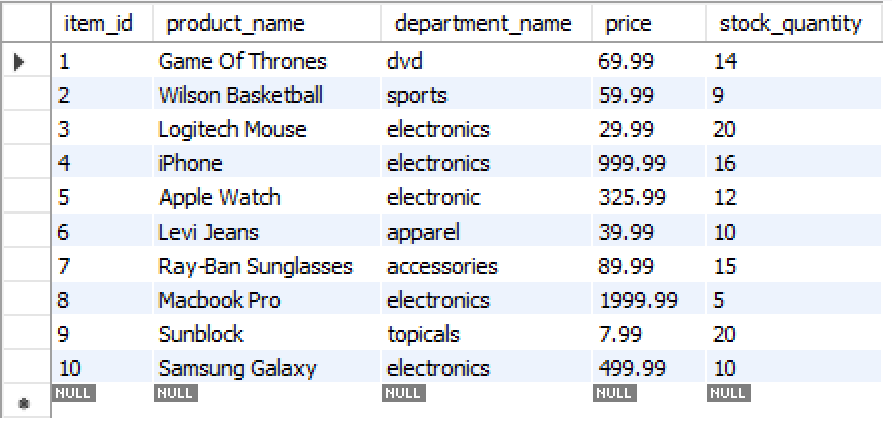 item_id product_name department_name price stock_quantity
1 Game Of Thrones dvd 69.99 14
2 Wilson Basketball sports 59.99 9
3 Logitech Mouse electronics 29.99 20
4 iPhone electronics 999.99 16
5 Apple Watch electronic 325.99 12
6 Levi Jeans apparel 39.99 10
7 Ray-Ban Sunglasses accessories 89.99 15
8 Macbook Pro electronics 1999.99 5
9 Sunblock topicals 7.99 20
10 Samsung Galaxy electronics 499.99 10
NULL NULL NULL NULL NULL